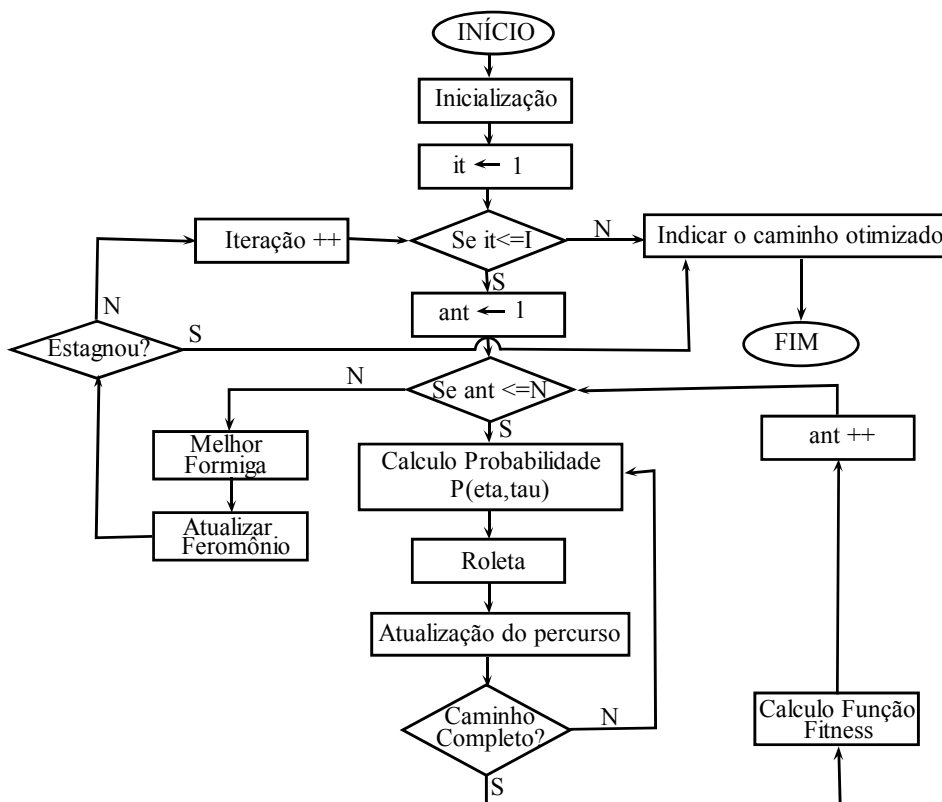 INÍCIO
Inicialização
it ← 1
Iteração ++
Se it<=I
N
Indicar o caminho otimizado
S
N
ant ← 1
Estagnou?
S
FIM
N
Se ant <=N
S
ant ++
Melhor
Formiga
Calculo Probabilidade
P(eta,tau)
Atualizar
Feromônio
Roleta
Atualização do percurso
Caminho
Completo?
N
S
Calculo Função
Fitness